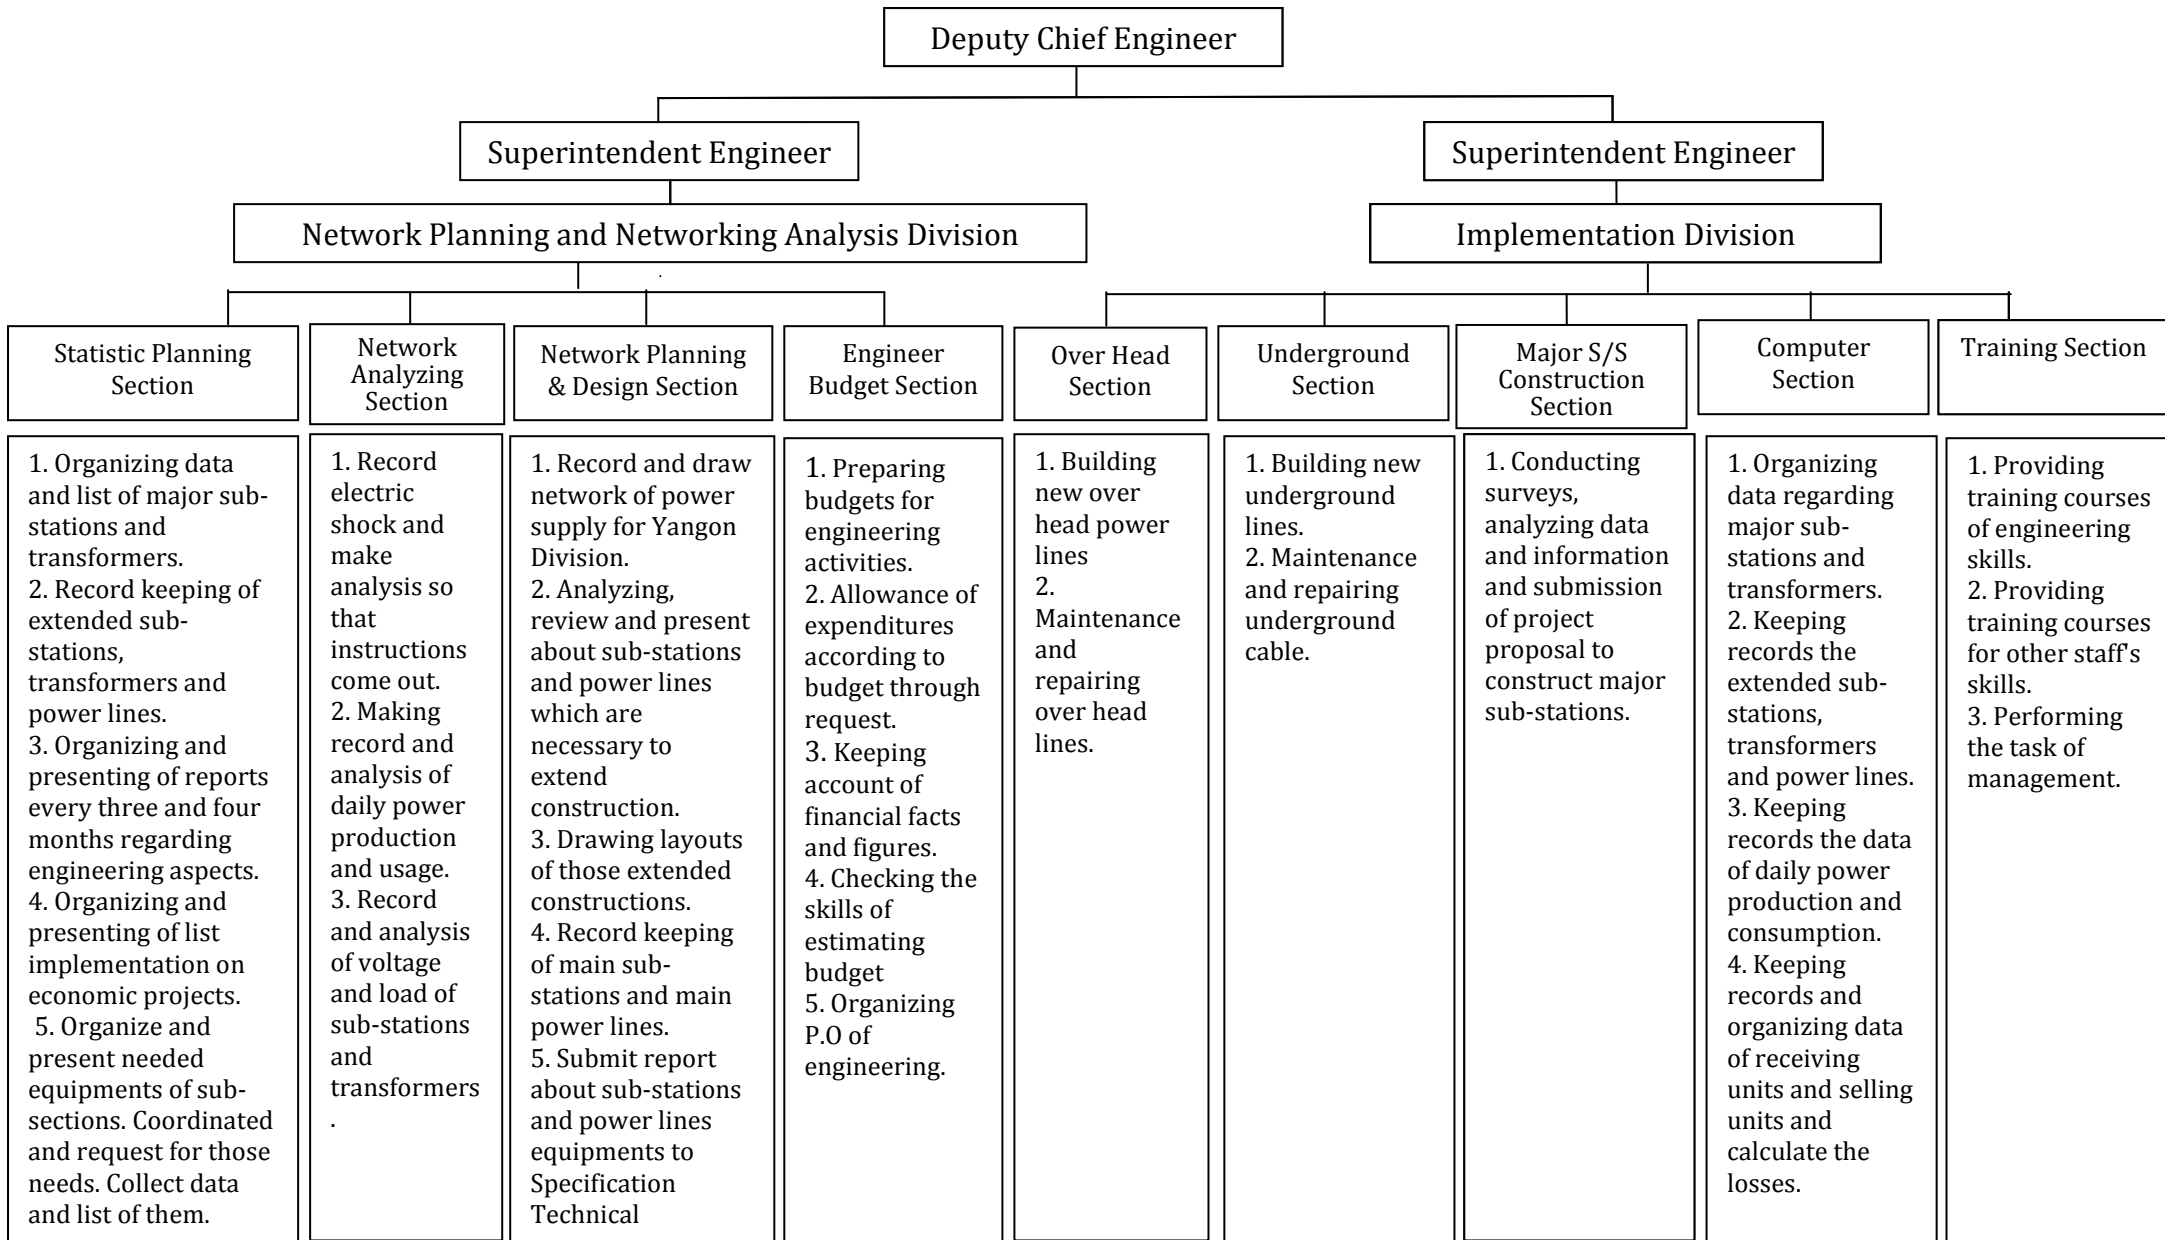 Deputy Chief Engineer
Superintendent Engineer
Superintendent Engineer
Network Planning and Networking Analysis Division
Implementation Division
Statistic Planning
Section
Network
Analyzing
Section
Network Planning
& Design Section
Engineer
Budget Section
Over Head
Section
Underground
Section
Major S/S
Construction
Section
Computer
Section
Training Section
1. Organizing data
and list of major sub-
stations and
transformers.
2. Record keeping of
extended sub-
stations,
transformers and
power lines.
3. Organizing and
presenting of reports
every three and four
months regarding
engineering aspects.
4. Organizing and
presenting of list
implementation on
economic projects.
5. Organize and
present needed
equipments of sub-
sections. Coordinated
and request for those
needs. Collect data
and list of them.
1. Record
electric
shock and
make
analysis so
that
instructions
come out.
2. Making
record and
analysis of
daily power
production
and usage.
3. Record
and analysis
of voltage
and load of
sub-stations
and
transformers
.
1. Record and draw
network of power
supply for Yangon
Division.
2. Analyzing,
review and present
about sub-stations
and power lines
which are
necessary to
extend
construction.
3. Drawing layouts
of those extended
constructions.
4. Record keeping
of main sub-
stations and main
power lines.
5. Submit report
about sub-stations
and power lines
equipments to
Specification
Technical
1. Preparing
budgets for
engineering
activities.
2. Allowance of
expenditures
according to
budget through
request.
3. Keeping
account of
financial facts
and figures.
4. Checking the
skills of
estimating
budget
5. Organizing
P.O of
engineering.
1. Building
new over
head power
lines
2.
Maintenance
and
repairing
over head
lines.
1. Building new
underground
lines.
2. Maintenance
and repairing
underground
cable.
1. Conducting
surveys,
analyzing data
and information
and submission
of project
proposal to
construct major
sub-stations.
1. Organizing
data regarding
major sub-
stations and
transformers.
2. Keeping
records the
extended sub-
stations,
transformers
and power lines.
3. Keeping
records the data
of daily power
production and
consumption.
4. Keeping
records and
organizing data
of receiving
units and selling
units and
calculate the
losses.
1. Providing
training courses
of engineering
skills.
2. Providing
training courses
for other staff's
skills.
3. Performing
the task of
management.